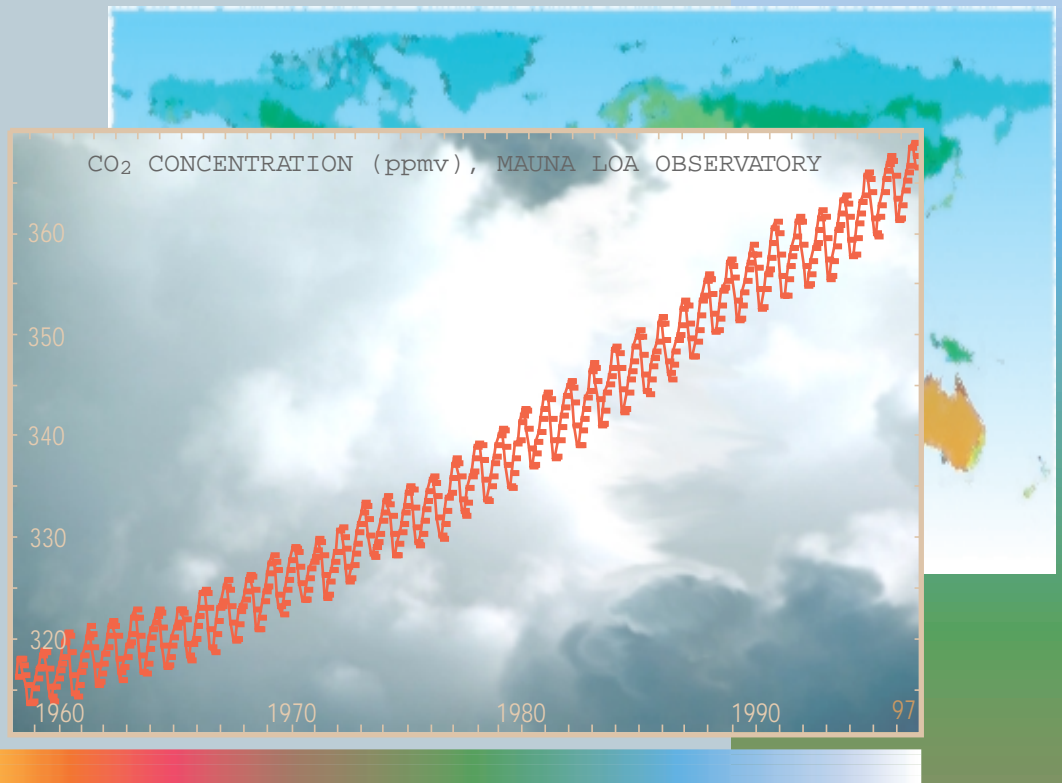 CO2 CONCENTRATION (ppmv), MAUNA LOA OBSERVATORY
360
350
340
330
320
1960 1970 1980 1990 97